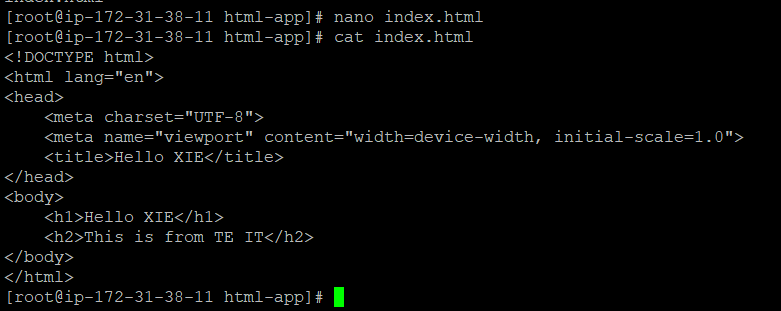 index.html
[root@ip-172-31-38-11 html-app]# nano index.html
[root@ip-172-31-38-11 html-app]# cat index.html
<!DOCTYPE html>
<html lang="en">
<head>
    <meta charset="UTF-8">
    <meta name="viewport" content="width=device-width, initial-scale=1.0">
    <title>Hello XIE</title>
</head>
<body>
    <h1>Hello XIE</h1>
    <h2>This is from TE IT</h2>
</body>
</html>
[root@ip-172-31-38-11 html-app]#